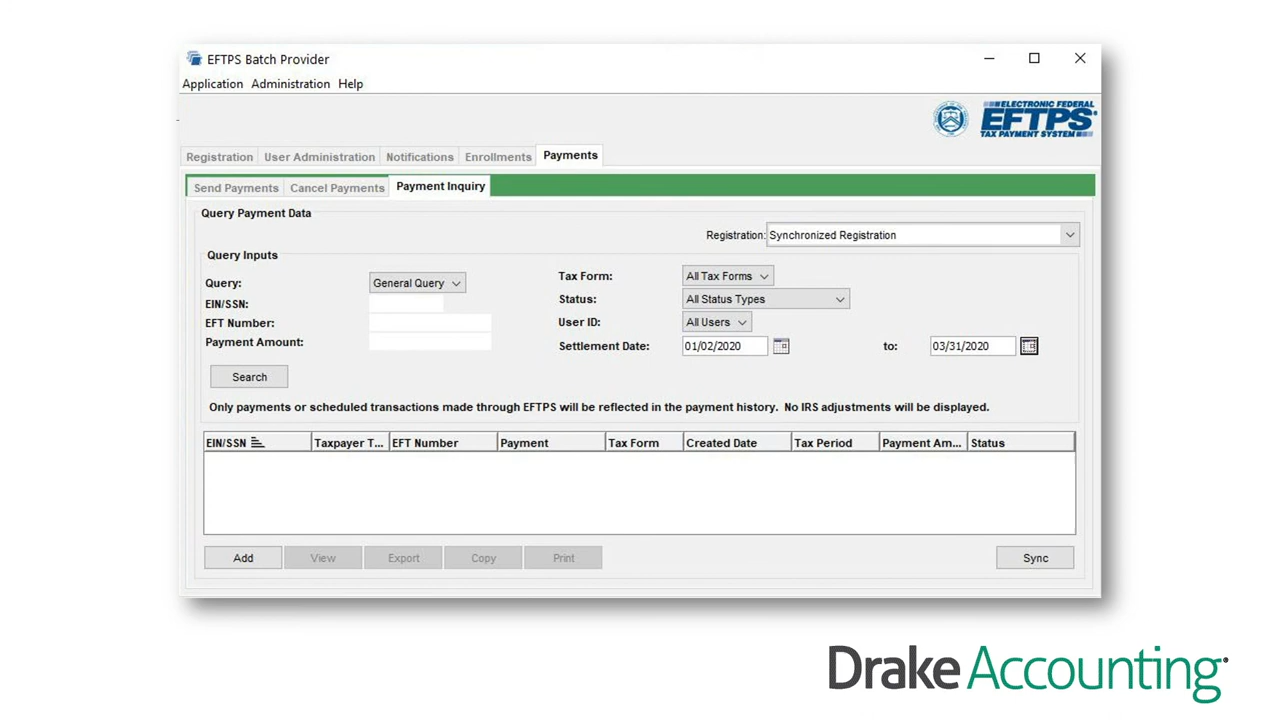 EFTPS Batch Provider
Application Administration Help
ELECTRONIC FEDERAL
EFTPS
TAX PAYMENT SYSTEM
Registration User Administration Notifications Enrollments Payments
Send Payments Cancel Payments Payment Inquiry
Query Payment Data
Registration: Synchronized Registration
Query Inputs
Query: General Query Tax Form: All Tax Forms
EIN/SSN: Status: All Status Types
EFT Number: User ID: All Users
Payment Amount: Settlement Date: 01/02/2020 to: 03/31/2020
Search
Only payments or scheduled transactions made through EFTPS will be reflected in the payment history. No IRS adjustments will be displayed.
EIN/SSN Taxpayer T... EFT Number Payment Tax Form Created Date Tax Period Payment Am... Status
Add View Export Copy Print Sync
Drake Accounting